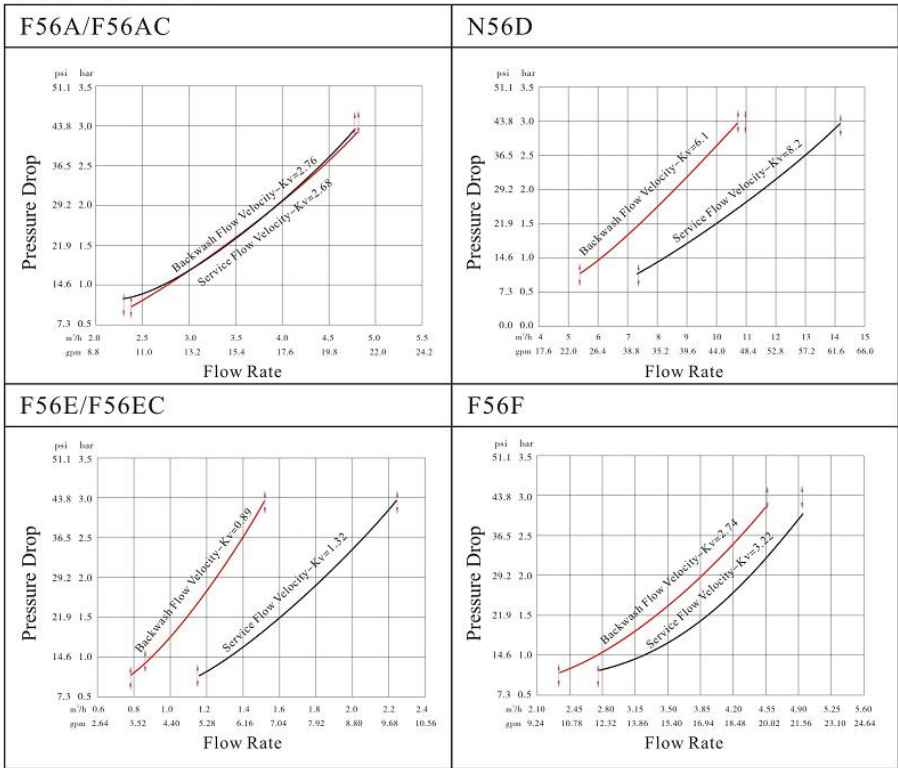 F56A/F56AC
psi bar
51.1 3.5
43.8 3.0
36.5 2.5
29.2 2.0
21.9 1.5
14.6 1.0
7.3 0.5
Pressure Drop
Backwash Flow Velocity-Kv=2.76
Service Flow Velocity-Kv=2.68
m³/h 2.0 2.5 3.0 3.5 4.0 4.5 5.0 5.5
gpm 8.8 11.0 13.2 15.4 17.6 19.8 22.0 24.2
Flow Rate
N56D
psi bar
51.1 3.5
43.8 3.0
36.5 2.5
29.2 2.0
21.9 1.5
14.6 1.0
7.3 0.5
0.0 0.0
Pressure Drop
Backwash Flow Velocity-Kv=6.1
Service Flow Velocity-Kv=8.2
m³/h 4 5 6 7 8 9 10 11 12 13 14 15
gpm 17.6 22.0 26.4 38.8 35.2 39.6 44.0 48.4 52.8 57.2 61.6 66.0
Flow Rate
F56E/F56EC
psi bar
51.1 3.5
43.8 3.0
36.5 2.5
29.2 2.0
21.9 1.5
14.6 1.0
7.3 0.5
Pressure Drop
Backwash Flow Velocity-Kv=0.89
Service Flow Velocity-Kv=1.32
m³/h 0.6 0.8 1.0 1.2 1.4 1.6 1.8 2.0 2.2 2.4
gpm 2.64 3.52 4.40 5.28 6.16 7.04 7.92 8.80 9.68 10.56
Flow Rate
F56F
psi bar
51.1 3.5
43.8 3.0
36.5 2.5
29.2 2.0
21.9 1.5
14.6 1.0
7.3 0.5
Pressure Drop
Backwash Flow Velocity-Kv=2.74
Service Flow Velocity-Kv=3.22
m³/h 2.10 2.45 2.80 3.15 3.50 3.85 4.20 4.55 4.90 5.25 5.60
gpm 9.24 10.78 12.32 13.86 15.40 16.94 18.48 20.02 21.56 23.10 24.64
Flow Rate